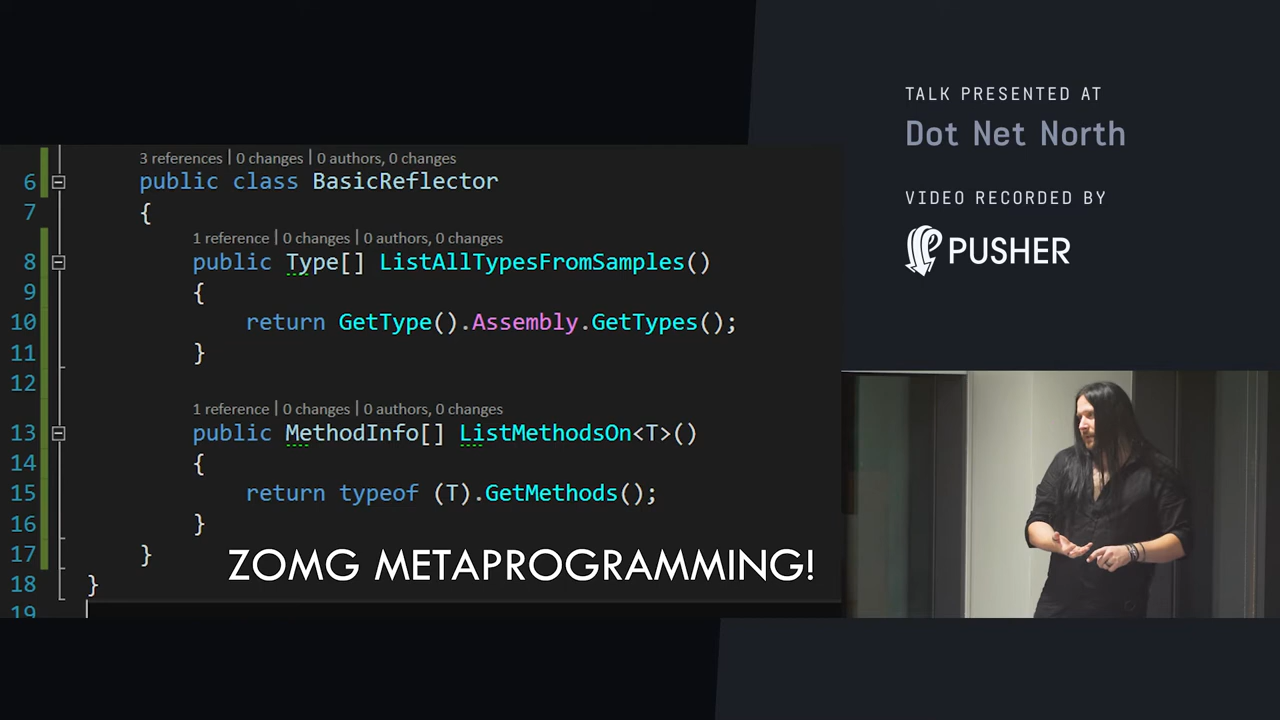 TALK PRESENTED AT
Dot Net North
VIDEO RECORDED BY
PUSHER
3 references | 0 changes | 0 authors, 0 changes
6 public class BasicReflector
7 {
1 reference | 0 changes | 0 authors, 0 changes
8 public Type[] ListAllTypesFromSamples()
9 {
10 return GetType().Assembly.GetTypes();
11 }
12
1 reference | 0 changes | 0 authors, 0 changes
13 public MethodInfo[] ListMethodsOn<T>()
14 {
15 return typeof (T).GetMethods();
16 }
17 }
ZOMG METAPROGRAMMING!
18 }
19